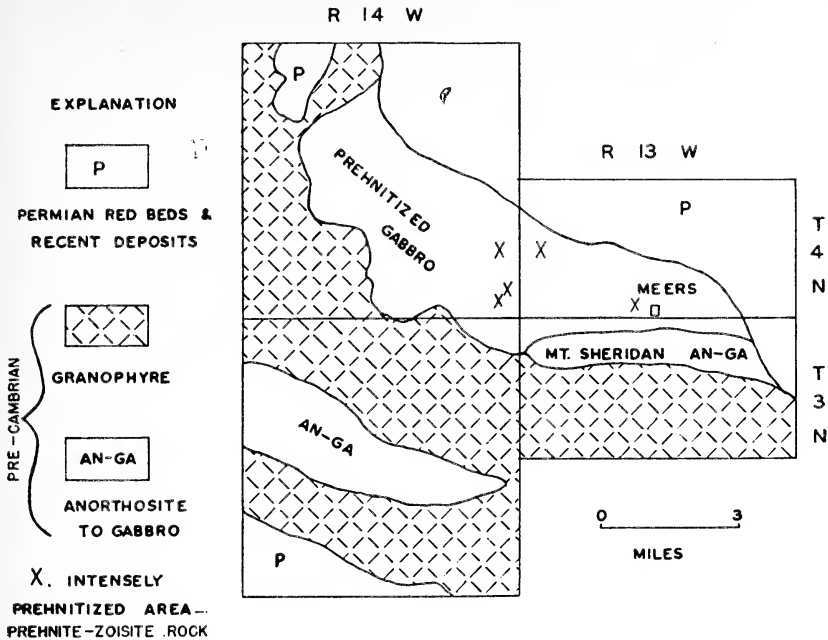 R 14 W
EXPLANATION
P
PERMIAN RED BEDS &
RECENT DEPOSITS
PRE-CAMBRIAN
GRANOPHYRE
AN-GA
ANORTHOSITE
TO GABBRO
X. INTENSELY
PREHNITIZED AREA—
PREHNITE-ZOISITE ROCK
P
P
PREHNITIZED
GABBRO
X
X
X
X
AN-GA
P
R 13 W
P
MEERS
X
MT. SHERIDAN AN-GA
T
4
N
T
3
N
0 3
MILES